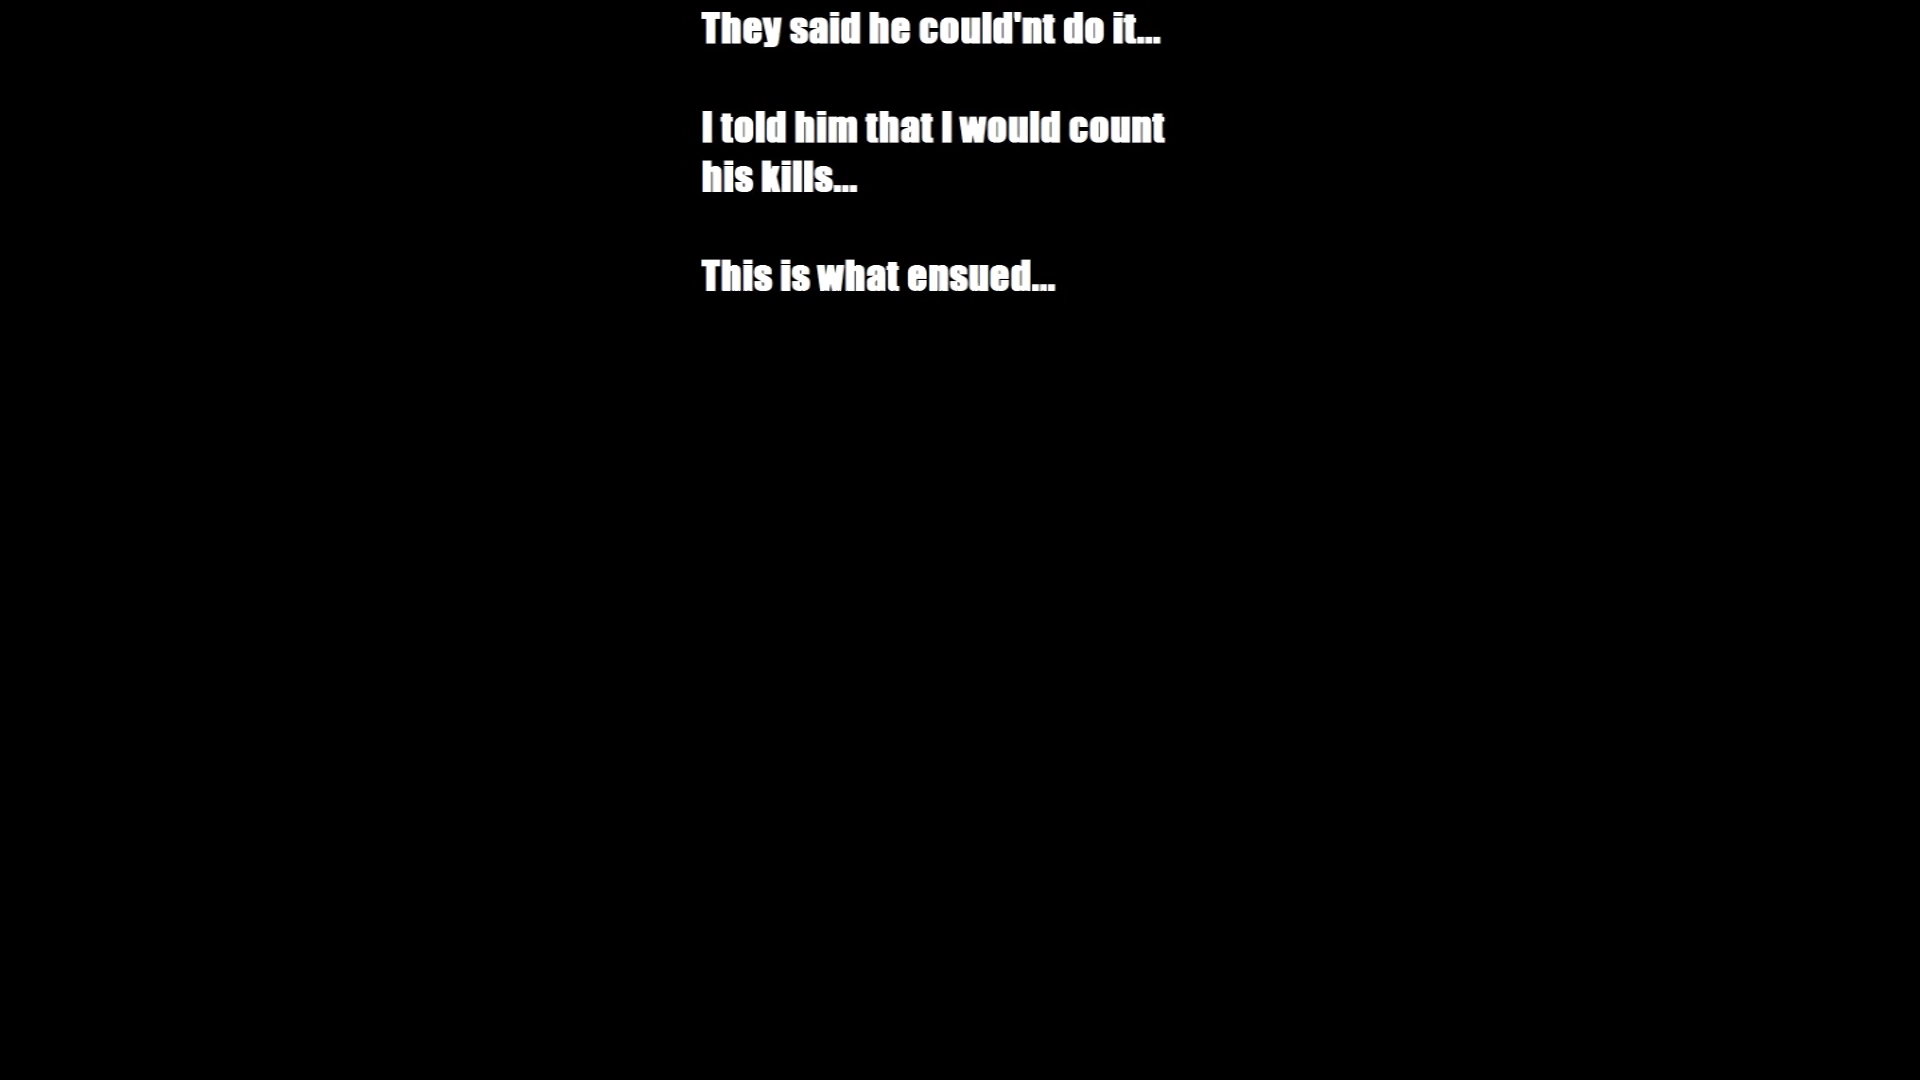 They said he could'nt do it...
I told him that I would count
his kills...
This is what ensued...